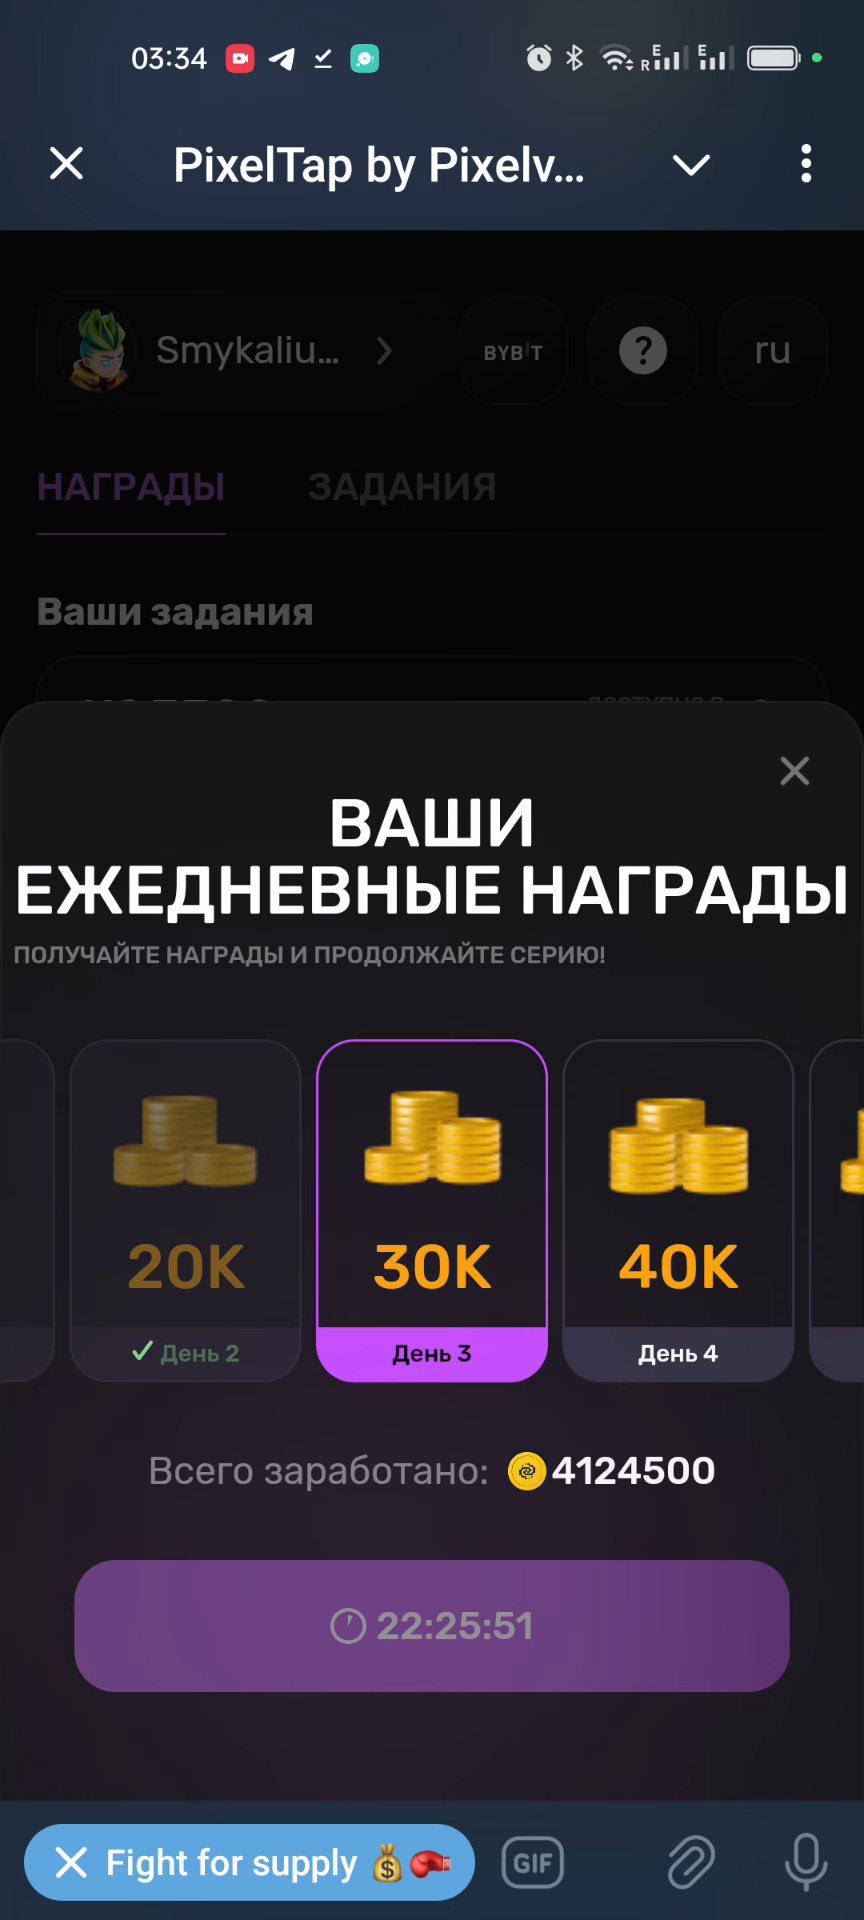 03:34
PixelTap by Pixelv...
Smykaliu...
BYBIT
?
ru
НАГРАДЫ
ЗАДАНИЯ
Ваши задания
ВАШИ
ЕЖЕДНЕВНЫЕ НАГРАДЫ
ПОЛУЧАЙТЕ НАГРАДЫ И ПРОДОЛЖАЙТЕ СЕРИЮ!
20K
30K
40K
День 2
День 3
День 4
Всего заработано: 4124500
22:25:51
Fight for supply 💰🥊
GIF